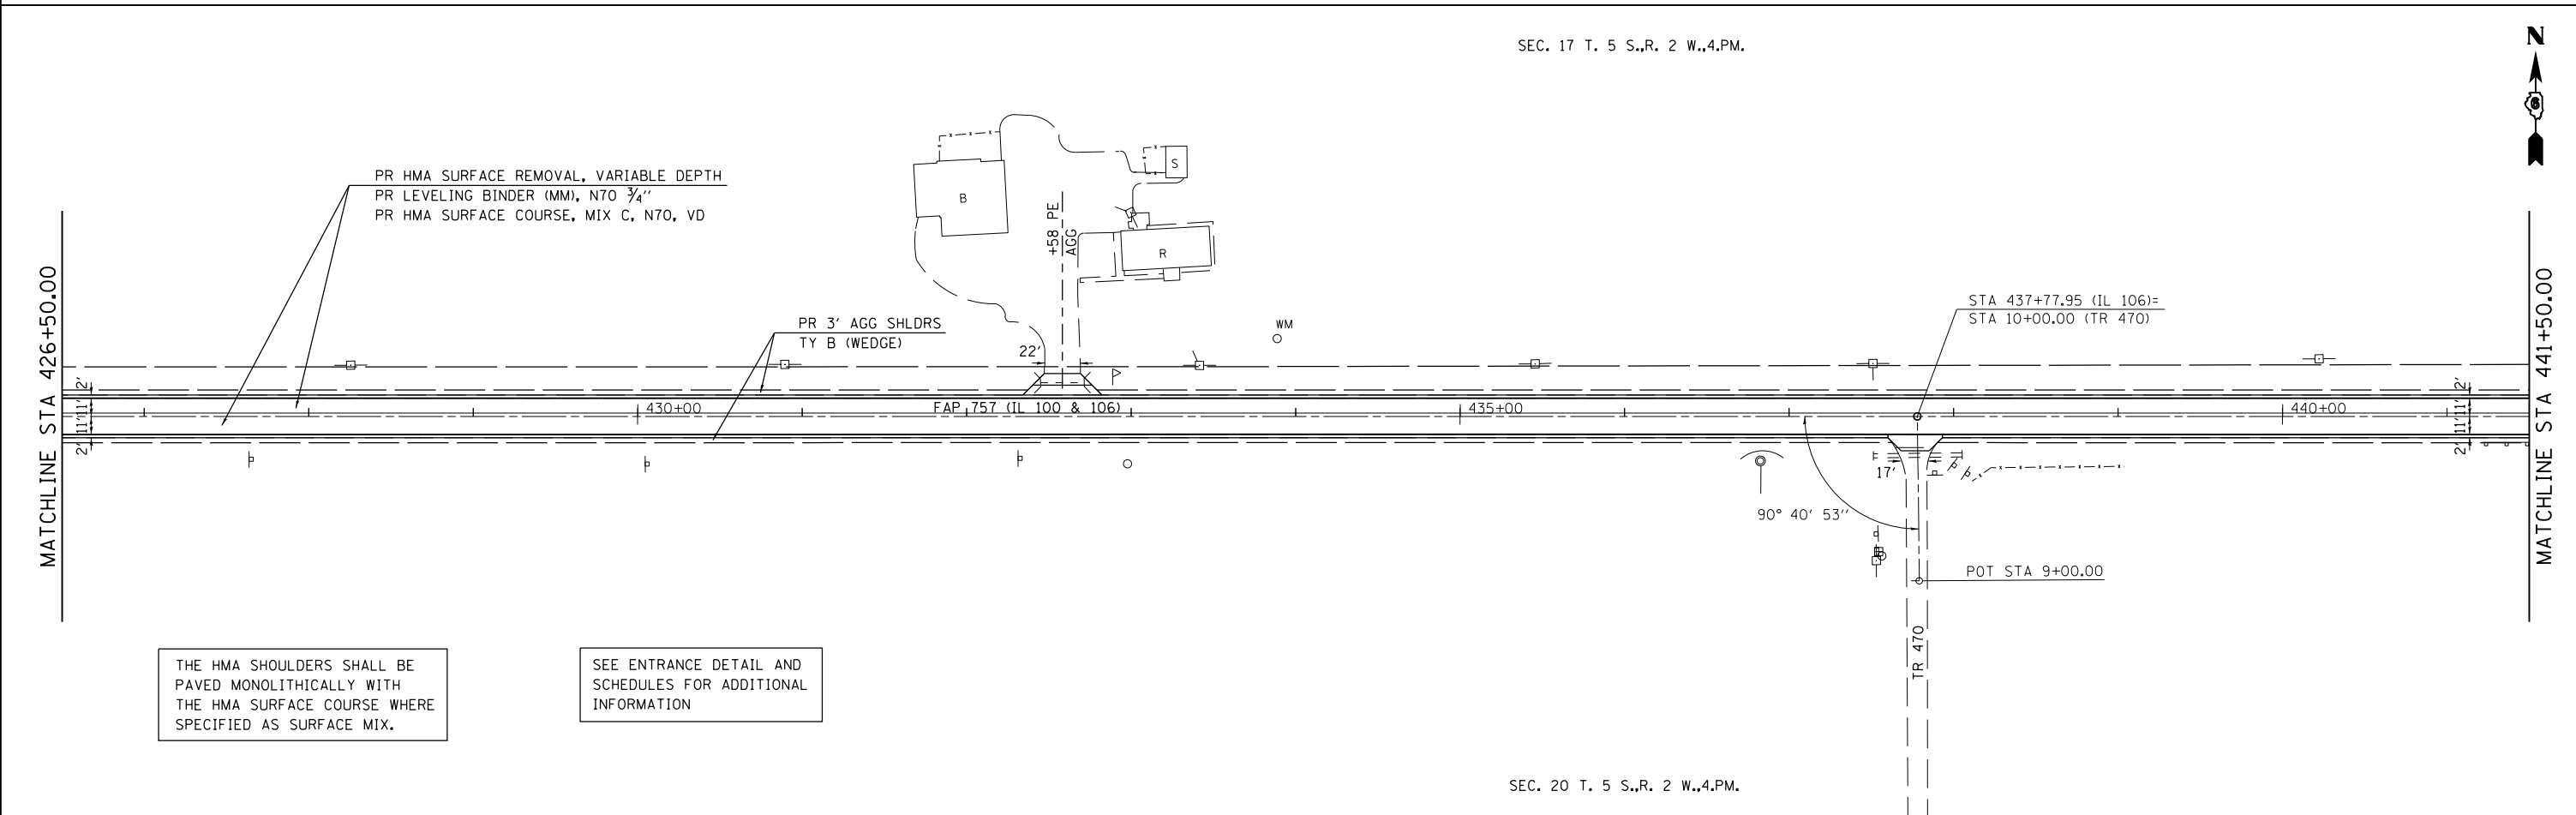 SEC. 17 T. 5 S.,R. 2 W.,4.PM.
N
6
PR HMA SURFACE REMOVAL, VARIABLE DEPTH
PR LEVELING BINDER (MM), N70 3/4''
PR HMA SURFACE COURSE, MIX C, N70, VD
B
S
R
+58 PE
AGG
WM
PR 3' AGG SHLDRS
TY B (WEDGE)
22'
STA 437+77.95 (IL 106)=
STA 10+00.00 (TR 470)
MATCHLINE STA 426+50.00
MATCHLINE STA 441+50.00
2'
11'
11'
2'
430+00
FAP 757 (IL 100 & 106)
435+00
440+00
2'
11'
11'
2'
17'
90° 40' 53''
POT STA 9+00.00
TR 470
THE HMA SHOULDERS SHALL BE
PAVED MONOLITHICALLY WITH
THE HMA SURFACE COURSE WHERE
SPECIFIED AS SURFACE MIX.
SEE ENTRANCE DETAIL AND
SCHEDULES FOR ADDITIONAL
INFORMATION
SEC. 20 T. 5 S.,R. 2 W.,4.PM.